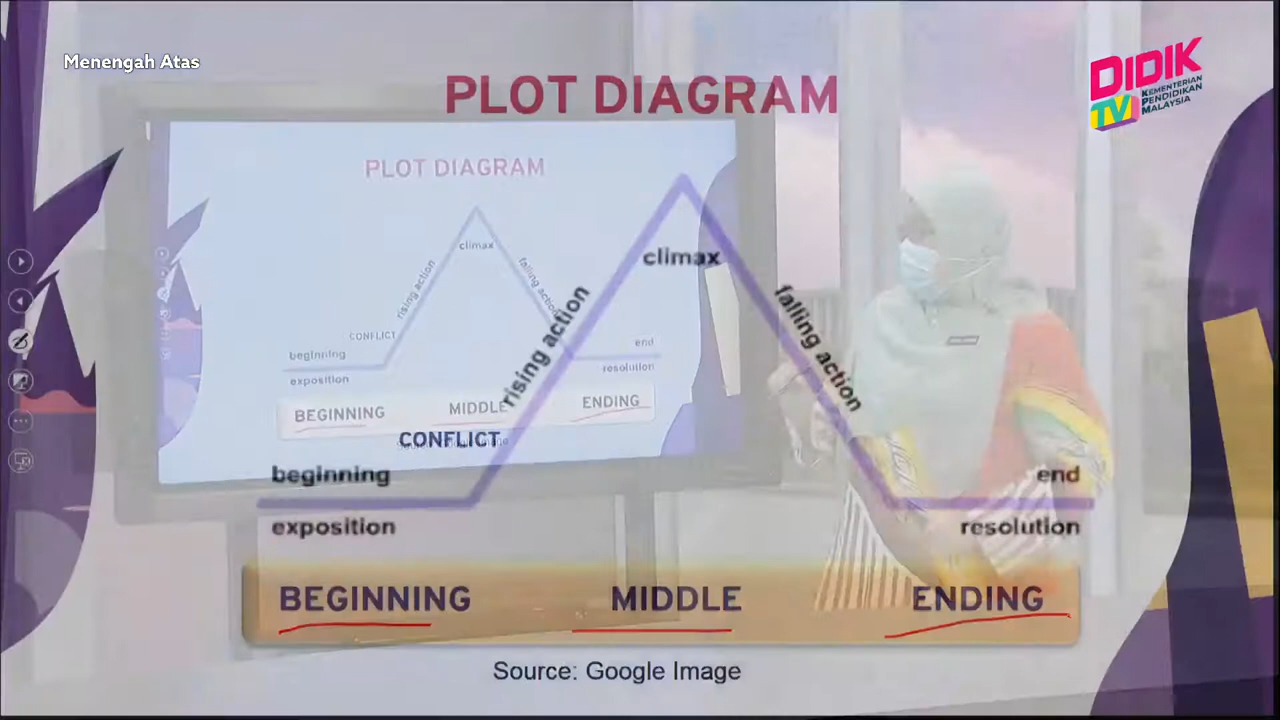 Menengah Atas
DIDIK
TV
KEMENTERIAN
PENDIDIKAN
MALAYSIA
PLOT DIAGRAM
climax
rising action
falling action
CONFLICT
beginning
exposition
end
resolution
BEGINNING
MIDDLE
ENDING
Source: Google Image
PLOT DIAGRAM
climax
rising action
falling action
CONFLICT
beginning
exposition
end
resolution
BEGINNING
MIDDLE
ENDING